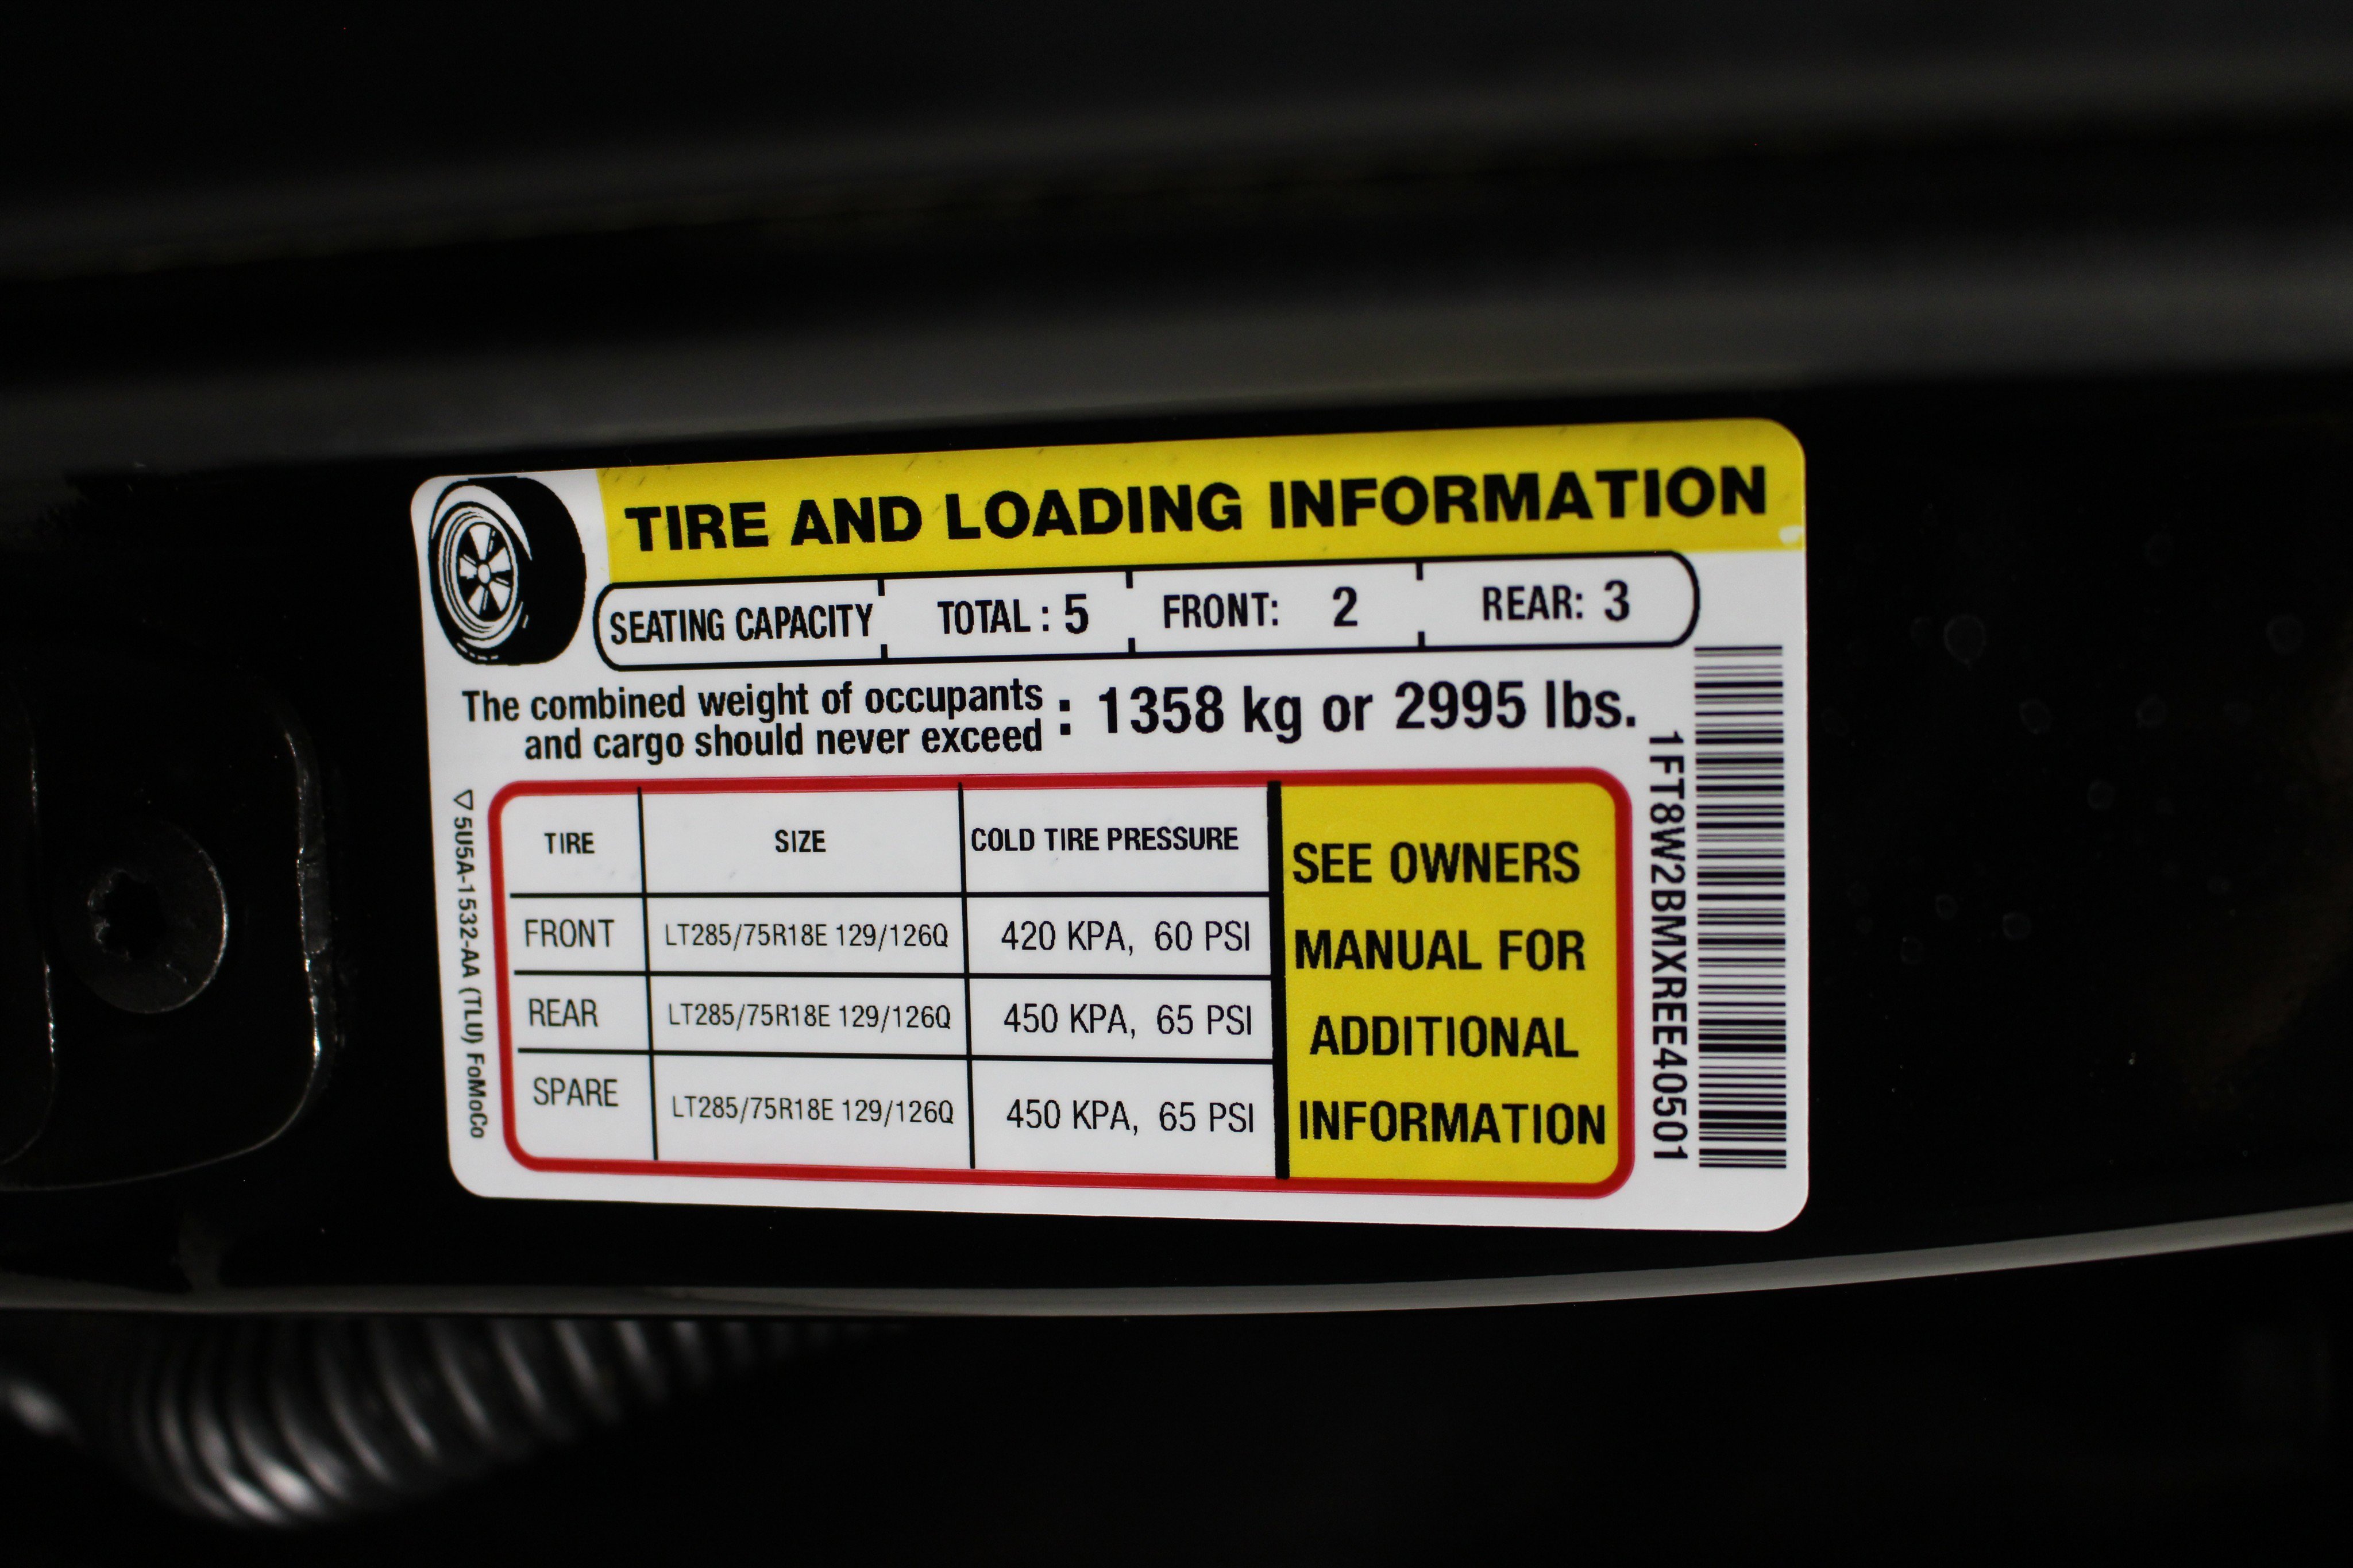 TIRE AND LOADING INFORMATION
SEATING CAPACITY TOTAL : 5 FRONT: 2 REAR: 3
The combined weight of occupants
and cargo should never exceed : 1358 kg or 2995 lbs.
TIRE SIZE COLD TIRE PRESSURE
FRONT LT285/75R18E 129/126Q 420 KPA, 60 PSI
REAR LT285/75R18E 129/126Q 450 KPA, 65 PSI
SPARE LT285/75R18E 129/126Q 450 KPA, 65 PSI
SEE OWNERS
MANUAL FOR
ADDITIONAL
INFORMATION
1FT8W2BMXREE40501
5U5A-1532-AA (TLU) FoMoCo